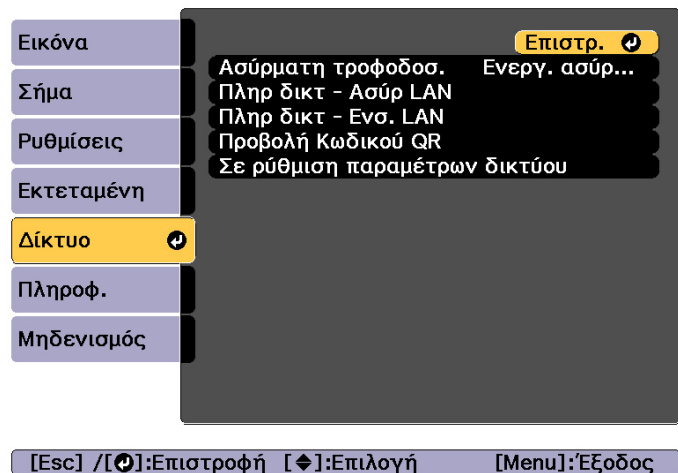 Εικόνα
Σήμα
Ρυθμίσεις
Εκτεταμένη
Δίκτυο
Πληροφ.
Μηδενισμός
Επιστρ.
Ασύρματη τροφοδοσ. Ενεργ. ασύρ...
Πληρ δικτ - Ασύρ LAN
Πληρ δικτ - Ενσ. LAN
Προβολή Κωδικού QR
Σε ρύθμιση παραμέτρων δικτύου
[Esc] /[]:Επιστροφή []:Επιλογή [Menu]:Έξοδος